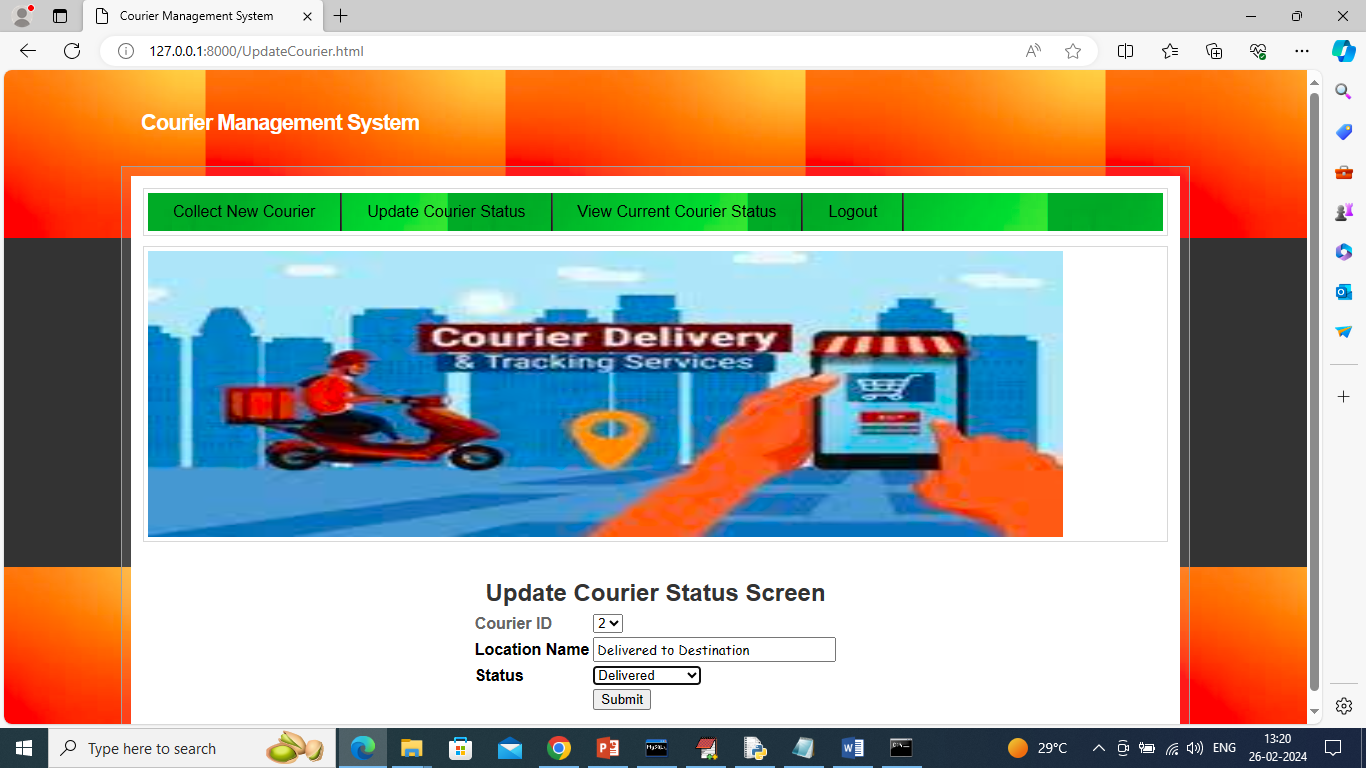 Courier Management System
127.0.0.1:8000/UpdateCourier.html
Courier Management System
Collect New Courier Update Courier Status View Current Courier Status Logout
Courier Delivery
& Tracking Services
Update Courier Status Screen
Courier ID 2
Location Name Delivered to Destination
Status Delivered
Submit
Type here to search 29°C ENG 13:20
26-02-2024